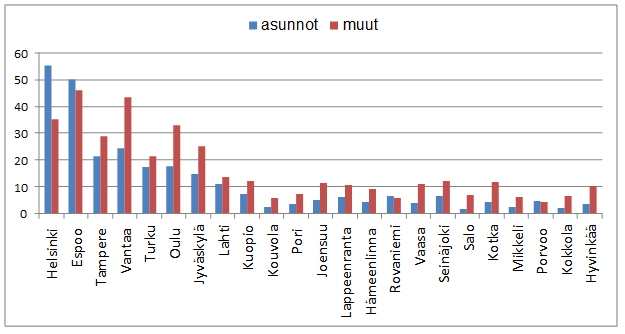 asunnot muut
60
50
40
30
20
10
0
Helsinki
Espoo
Tampere
Vantaa
Turku
Oulu
Jyväskylä
Lahti
Kuopio
Kouvola
Pori
Joensuu
Lappeenranta
Hämeenlinna
Rovaniemi
Vaasa
Seinäjoki
Salo
Kotka
Mikkeli
Porvoo
Kokkola
Hyvinkää